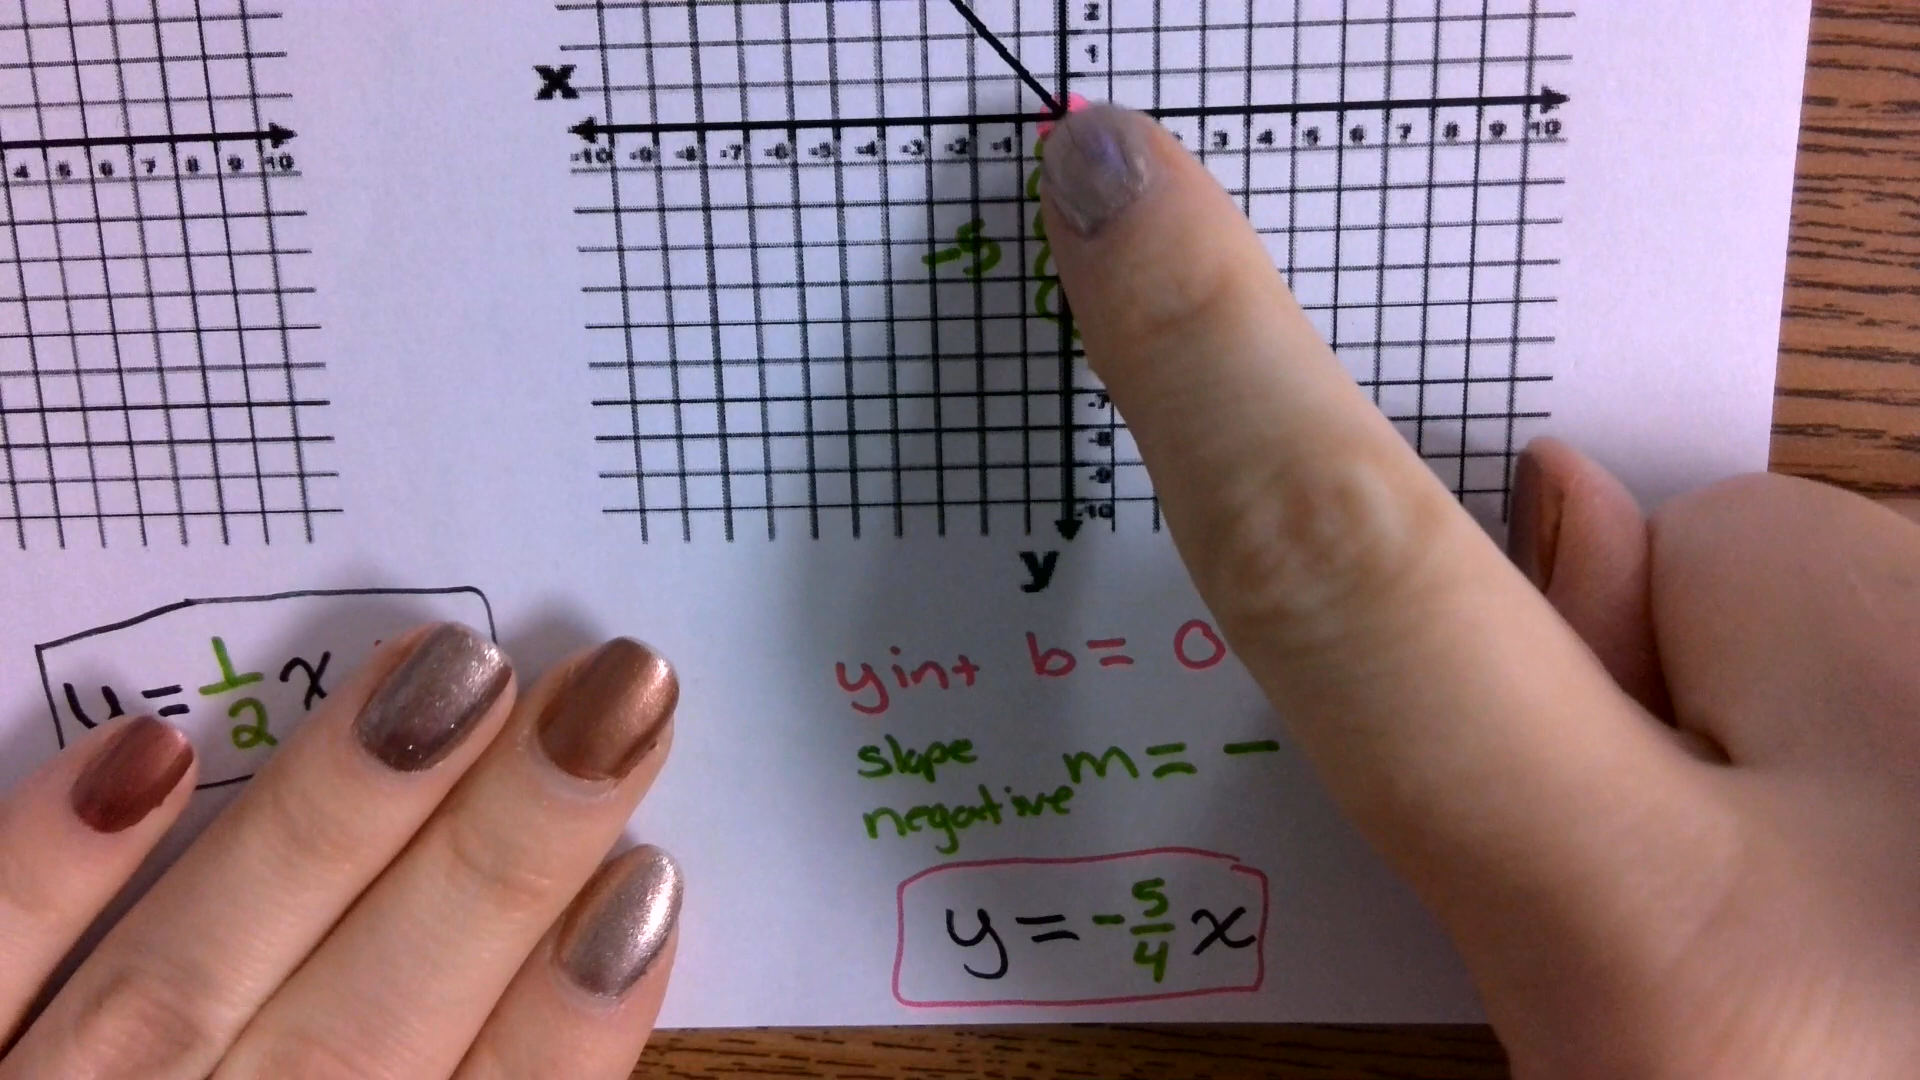 2
1
x
-10 -9 -8 -7 -6 -5 -4 -3 -2 -1 3 4 5 6 7 8 9 10
4 5 6 7 8 9 10
-5
-7
-8
-9
-10
y
y int b = 0
y = 1/2 x
slope m = -
negative
y = -5/4 x